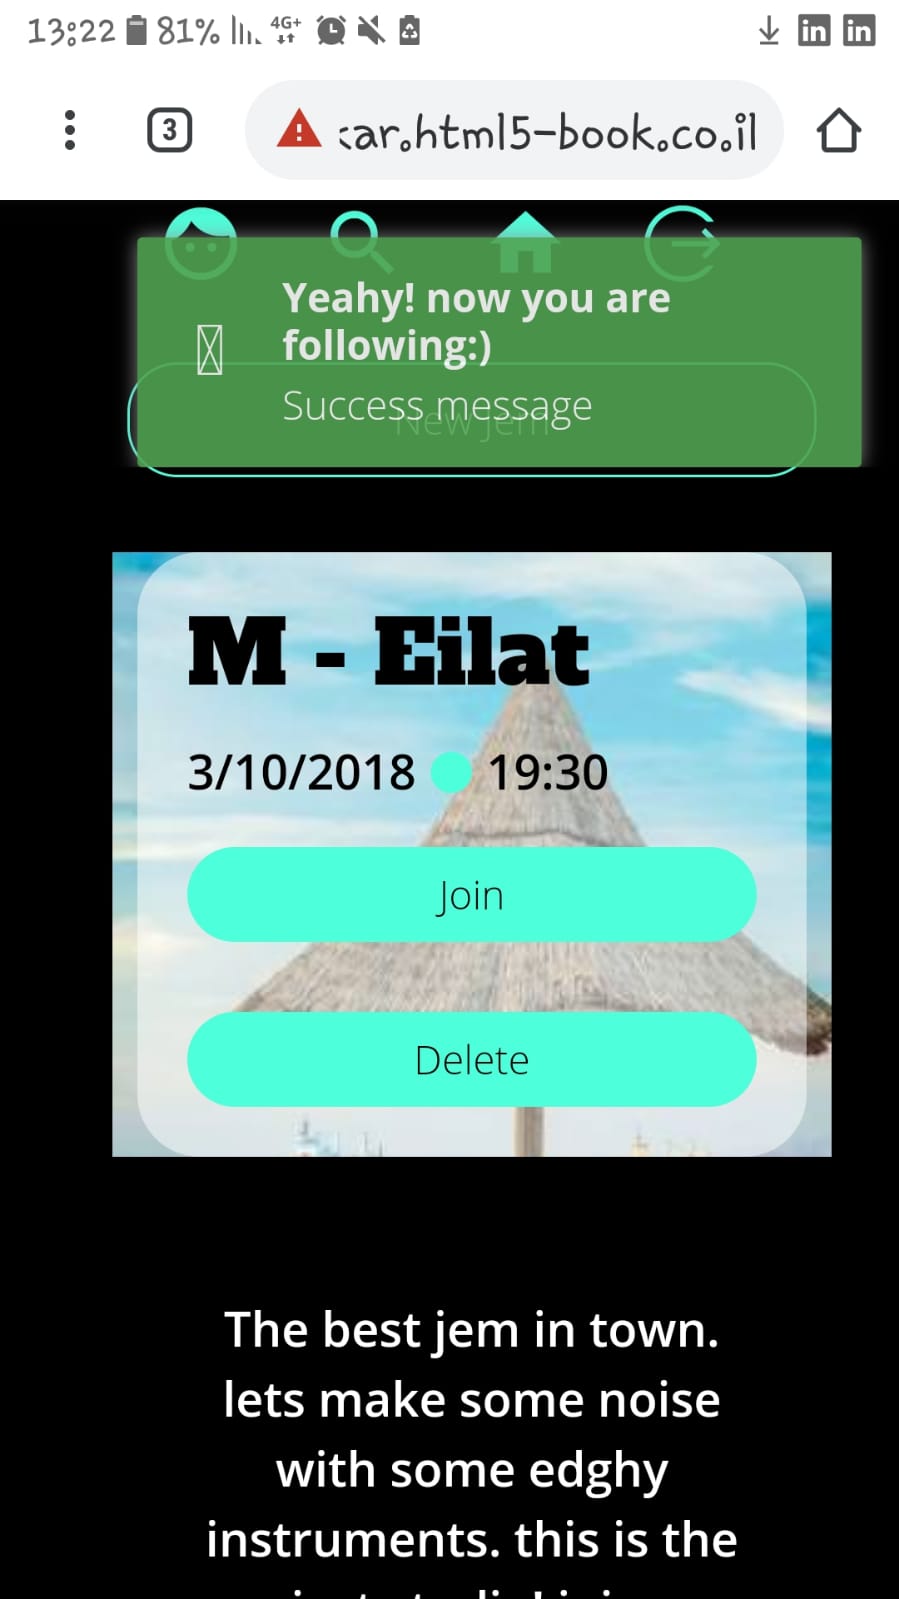 13:22 81% 4G+
3 car.html5-book.co.il
Yeahy! now you are
following:)
Success message
New jem
M - Eilat
3/10/2018 19:30
Join
Delete
The best jem in town.
lets make some noise
with some edghy
instruments. this is the